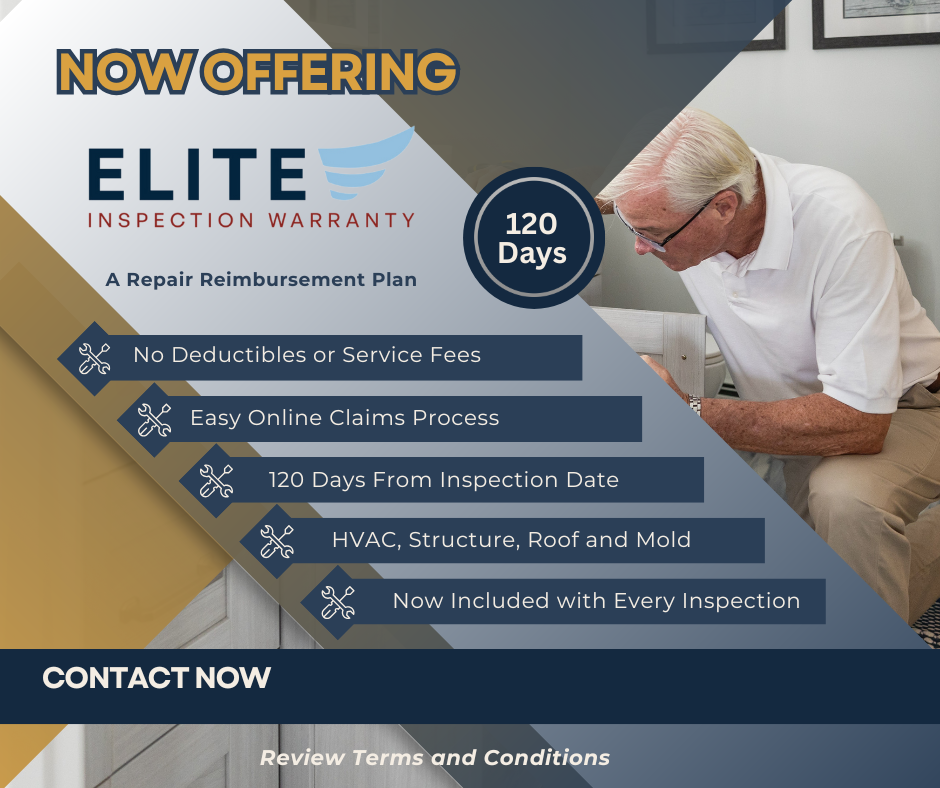 NOW OFFERING
ELITE
INSPECTION WARRANTY
120
Days
A Repair Reimbursement Plan
No Deductibles or Service Fees
Easy Online Claims Process
120 Days From Inspection Date
HVAC, Structure, Roof and Mold
Now Included with Every Inspection
CONTACT NOW
Review Terms and Conditions